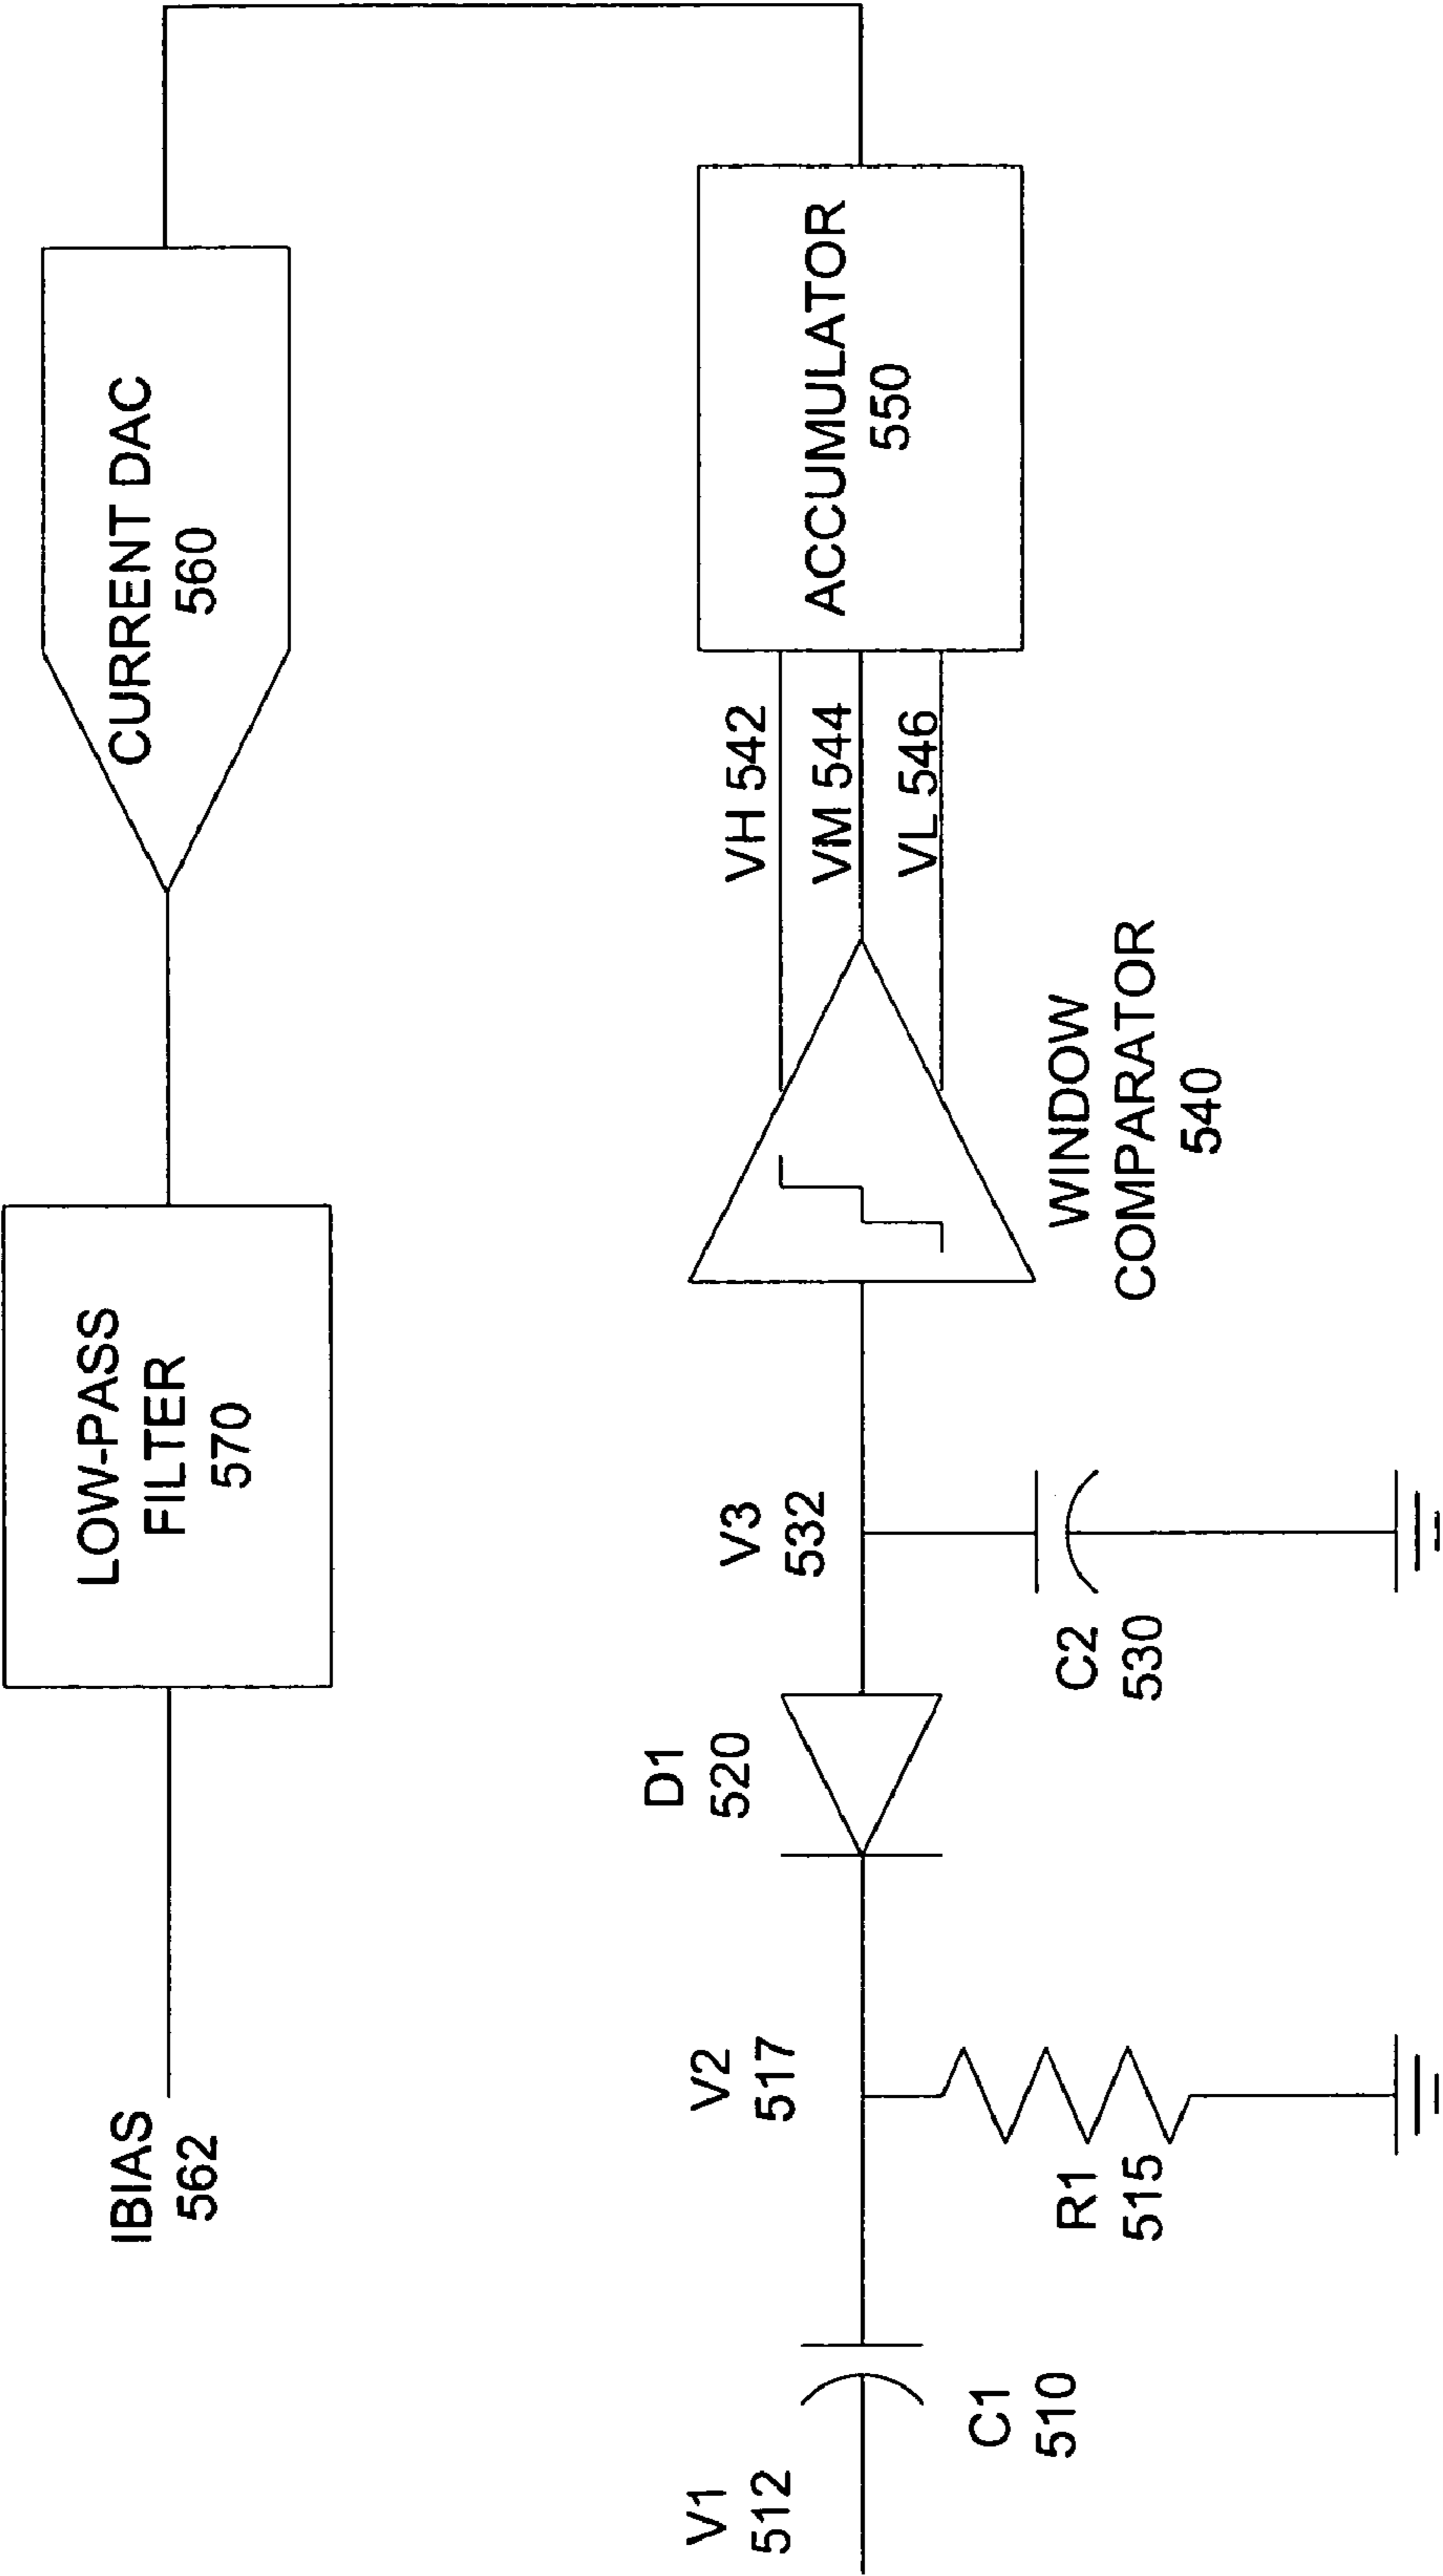 IBIAS
562
LOW-PASS
FILTER
570
CURRENT DAC
560
V1
512
C1
510
V2
517
R1
515
D1
520
V3
532
C2
530
WINDOW
COMPARATOR
540
VH 542
VM 544
VL 546
ACCUMULATOR
550